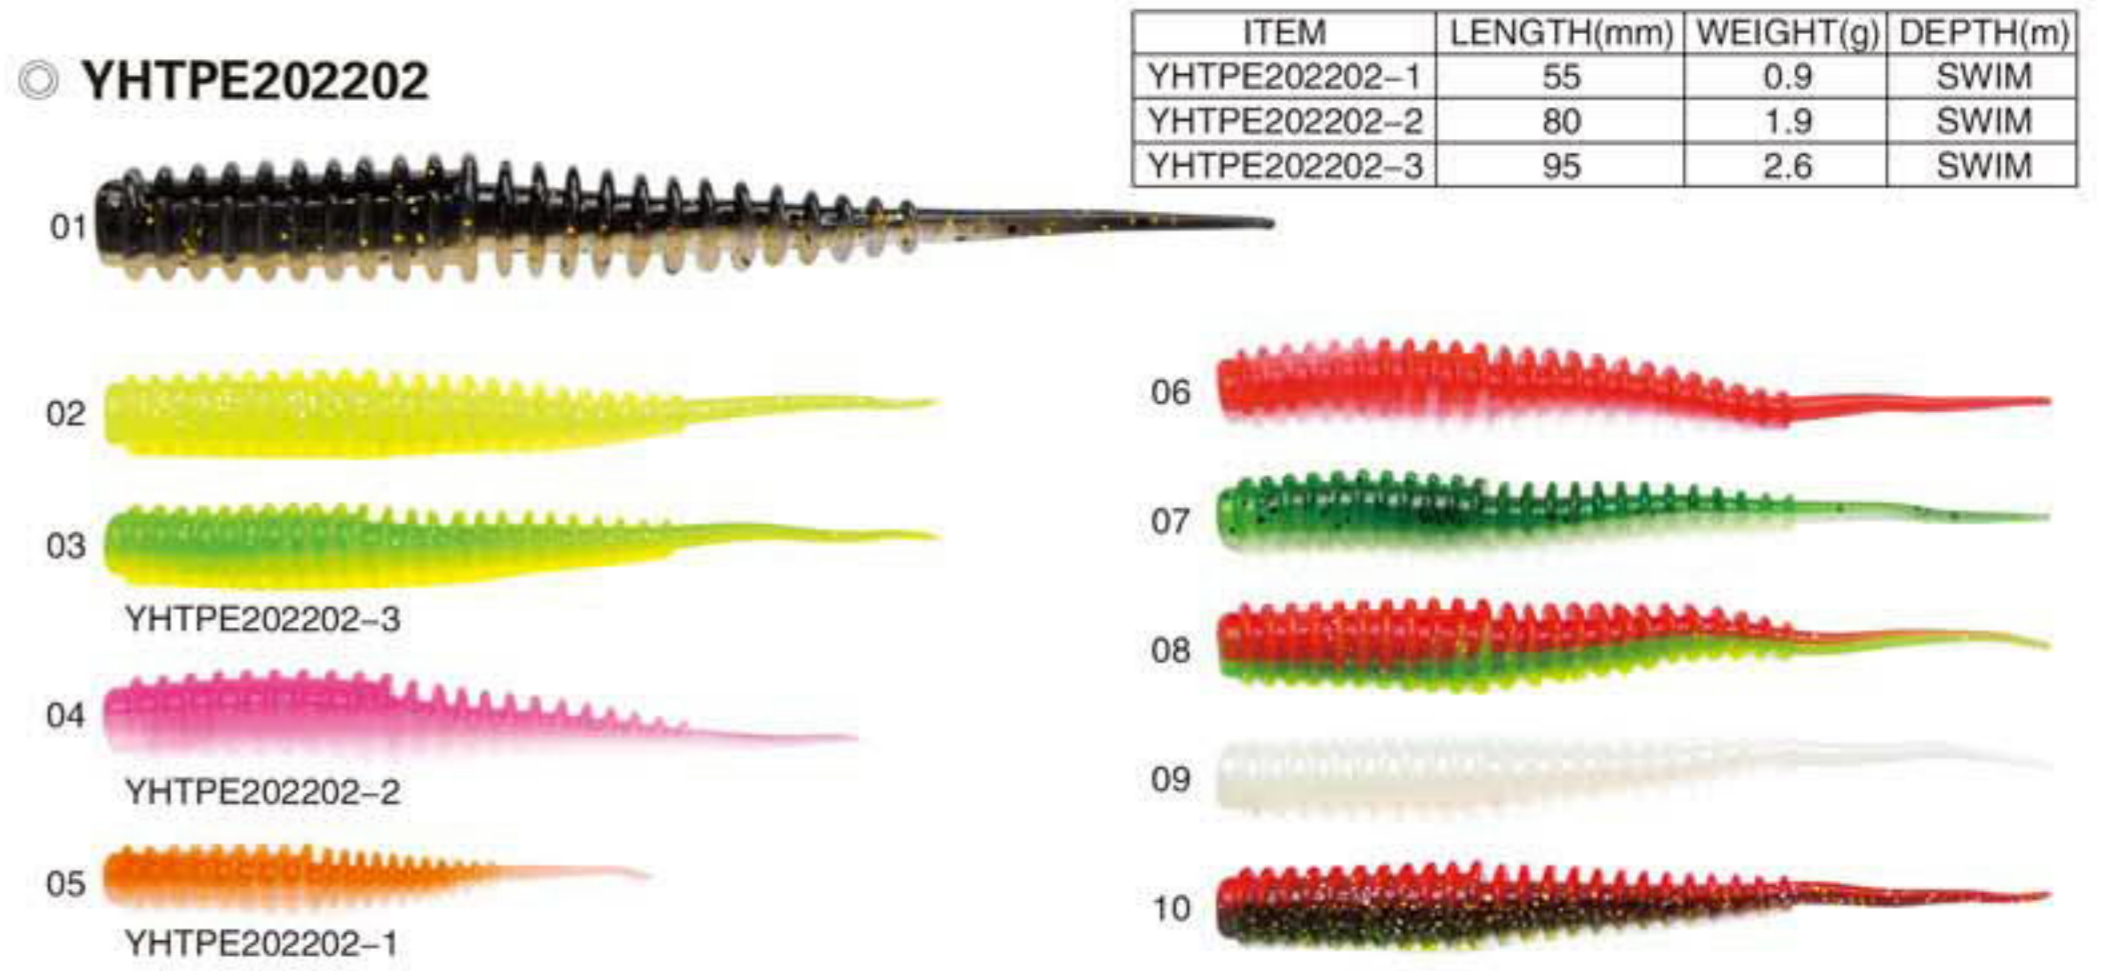 YHTPE202202
ITEM LENGTH(mm) WEIGHT(g) DEPTH(m)
YHTPE202202–1 55 0.9 SWIM
YHTPE202202–2 80 1.9 SWIM
YHTPE202202–3 95 2.6 SWIM
01
02
03
YHTPE202202–3
04
YHTPE202202–2
05
YHTPE202202–1
06
07
08
09
10